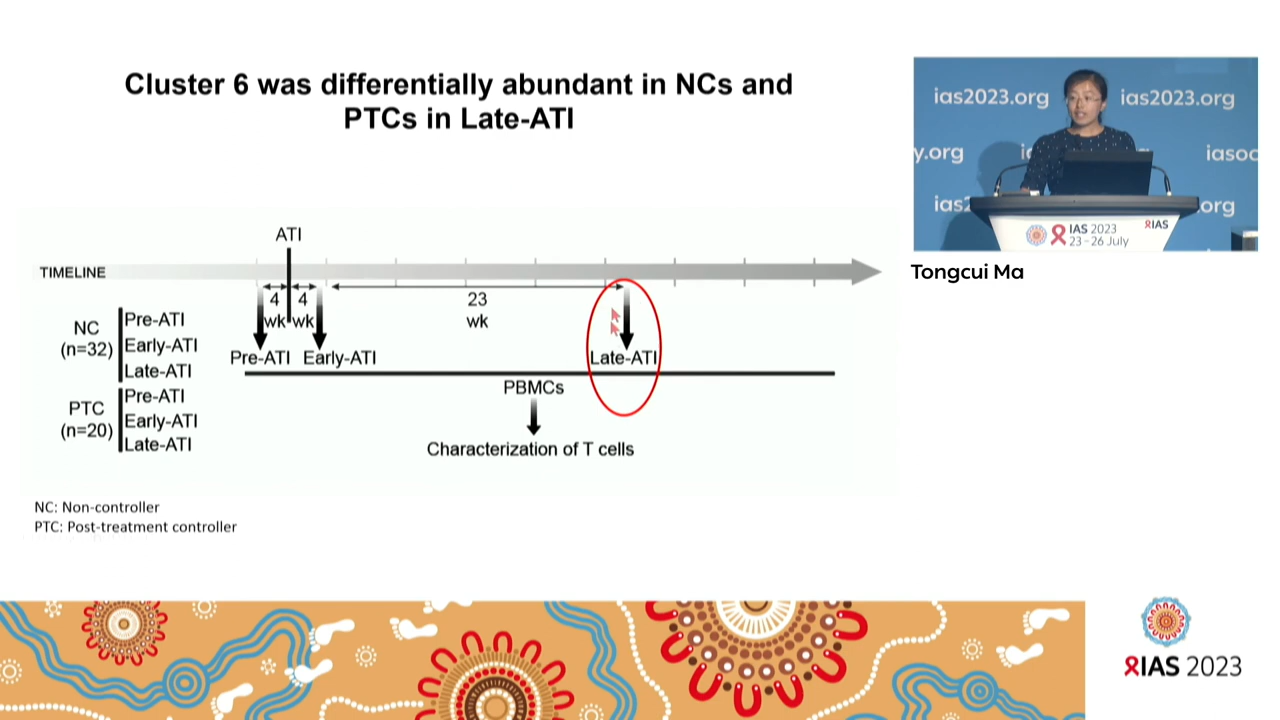 Cluster 6 was differentially abundant in NCs and
PTCs in Late-ATI
ATI
TIMELINE
4
wk
4
wk
23
wk
NC
(n=32)
Pre-ATI
Early-ATI
Late-ATI
PTC
(n=20)
Pre-ATI
Early-ATI
Late-ATI
Pre-ATI
Early-ATI
Late-ATI
PBMCs
Characterization of T cells
NC: Non-controller
PTC: Post-treatment controller
ias2023.org
ias2023.org
y.org
iasoc
org
IAS 2023
23-26 July
IAS
Tongcui Ma
IAS 2023